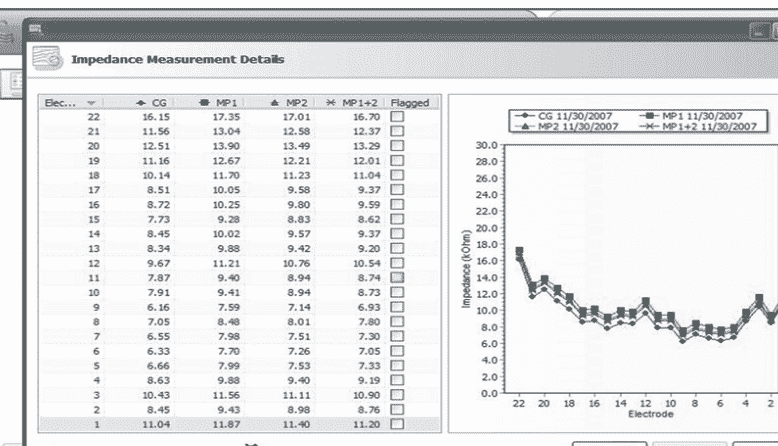 Impedance Measurement Details
Elec... CG MP1 MP2 MP1+2 Flagged
22 16.15 17.35 17.01 16.70
21 11.56 13.04 12.58 12.37
20 12.51 13.90 13.49 13.29
19 11.16 12.67 12.21 12.01
18 10.14 11.70 11.23 11.04
17 8.51 10.05 9.58 9.37
16 8.72 10.25 9.80 9.59
15 7.73 9.28 8.83 8.62
14 8.45 10.02 9.57 9.37
13 8.34 9.88 9.42 9.20
12 9.67 11.21 10.76 10.54
11 7.87 9.40 8.94 8.74
10 7.91 9.41 8.94 8.73
9 6.16 7.59 7.14 6.93
8 7.05 8.48 8.01 7.80
7 6.55 7.98 7.51 7.30
6 6.33 7.70 7.26 7.05
5 6.66 7.99 7.53 7.33
4 8.63 9.88 9.40 9.19
3 10.43 11.56 11.11 10.90
2 8.45 9.43 8.98 8.76
1 11.04 11.87 11.40 11.20
CG 11/30/2007 MP1 11/30/2007
MP2 11/30/2007 MP1+2 11/30/2007
30.0
28.0
26.0
24.0
22.0
20.0
18.0
16.0
14.0
12.0
10.0
8.0
6.0
4.0
2.0
0.0
Impedance (kOhm)
22 20 18 16 14 12 10 8 6 4 2
Electrode